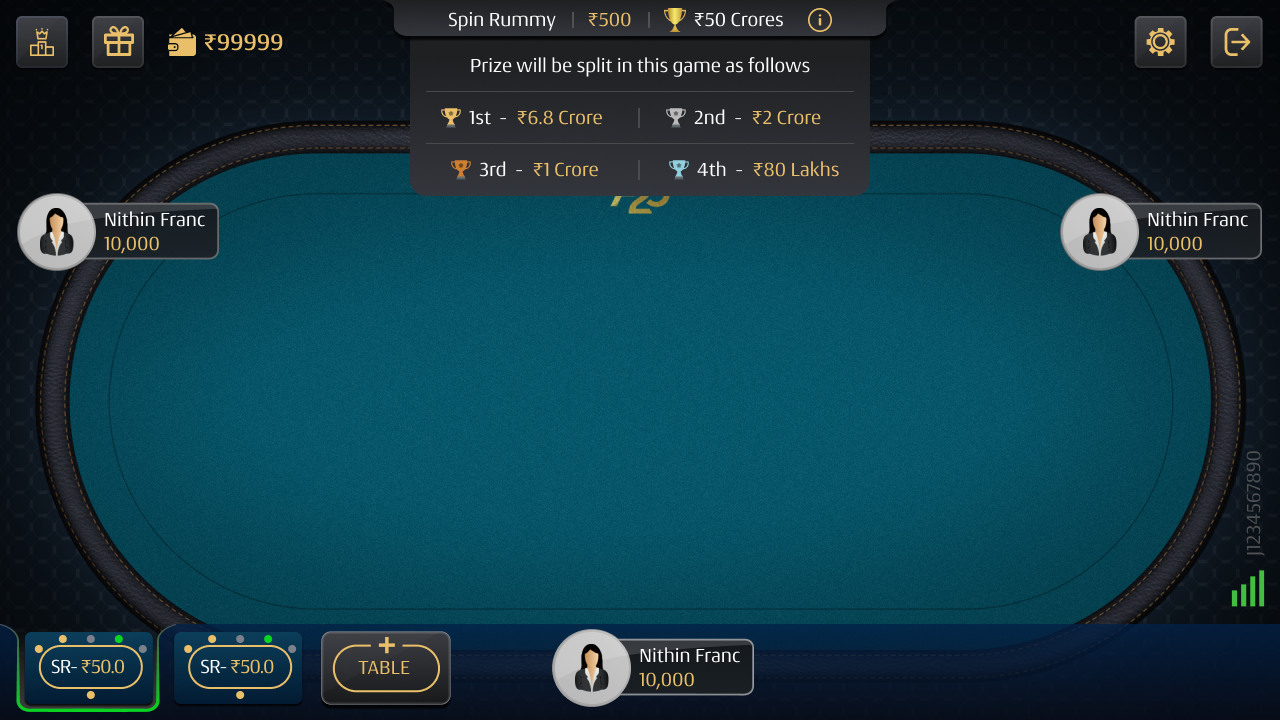 Spin Rummy | ₹500 | ₹50 Crores
₹99999
Prize will be split in this game as follows
1st - ₹6.8 Crore | 2nd - ₹2 Crore
3rd - ₹1 Crore | 4th - ₹80 Lakhs
Nithin Franc
10,000
Nithin Franc
10,000
J1234567890
SR- ₹50.0
SR- ₹50.0
TABLE
Nithin Franc
10,000